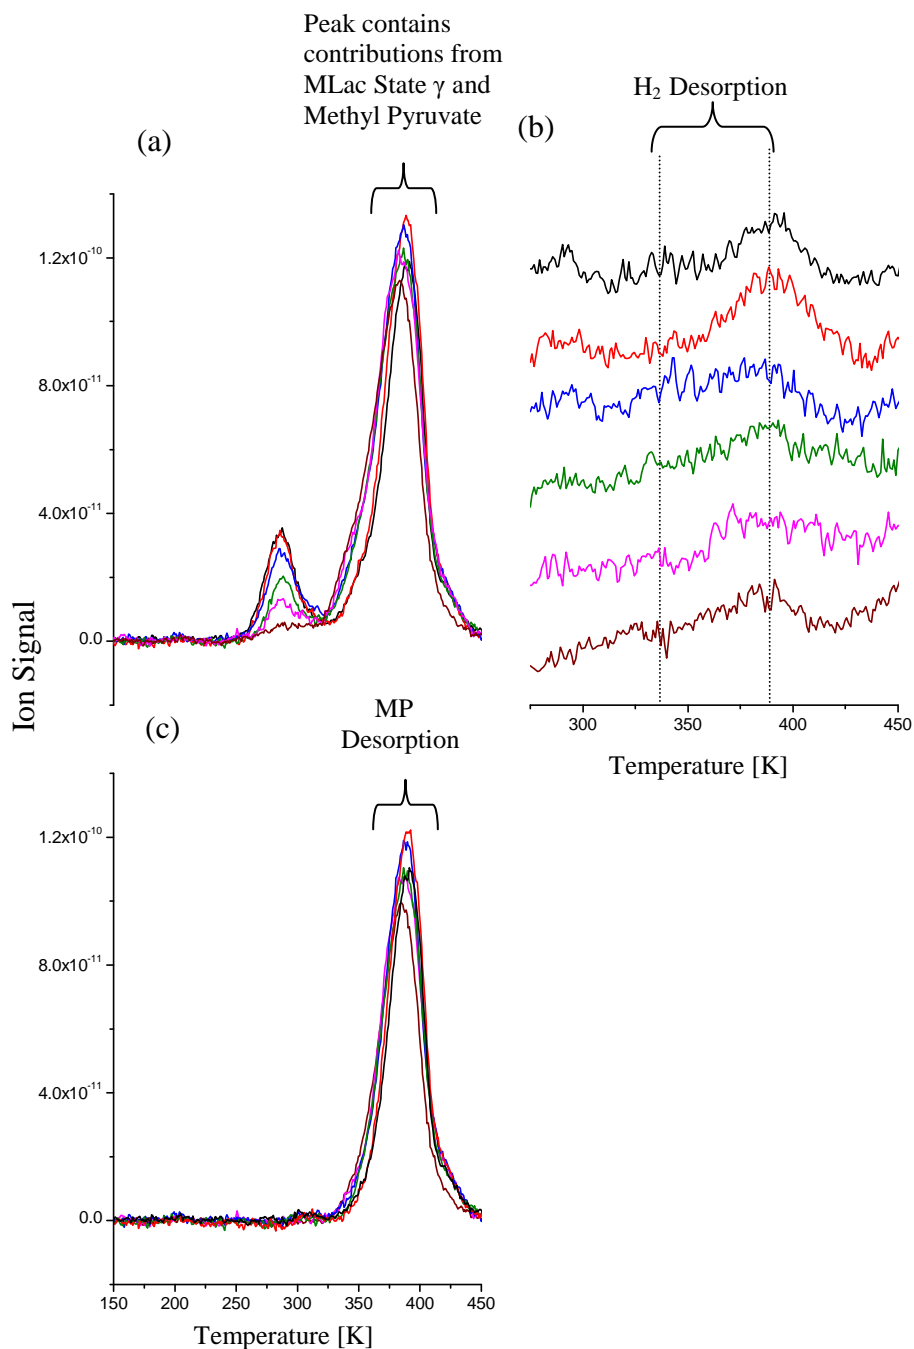 Peak contains
contributions from
MLac State γ and
Methyl Pyruvate
H₂ Desorption
(a)
(b)
1.2x10⁻¹⁰
8.0x10⁻¹¹
4.0x10⁻¹¹
0.0
Ion Signal
300 350 400 450
Temperature [K]
MP
Desorption
(c)
1.2x10⁻¹⁰
8.0x10⁻¹¹
4.0x10⁻¹¹
0.0
150 200 250 300 350 400 450
Temperature [K]